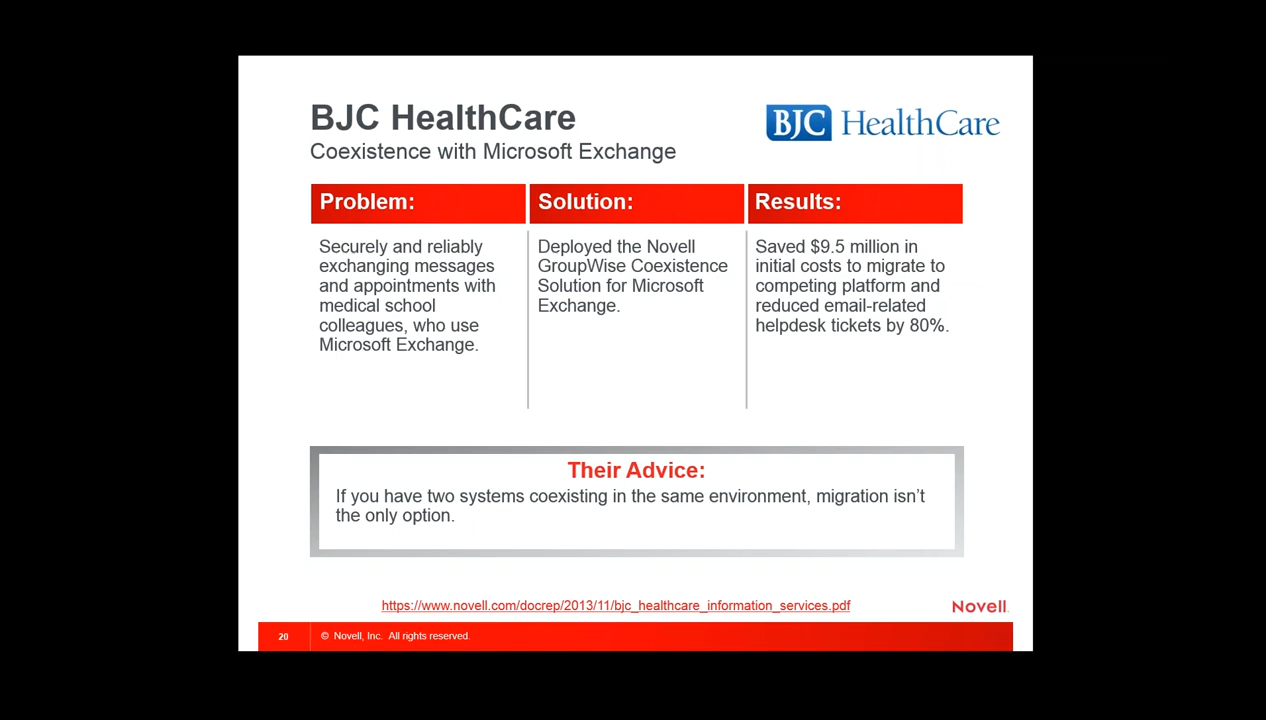 BJC HealthCare
Coexistence with Microsoft Exchange
BJC HealthCare
Problem:
Securely and reliably
exchanging messages
and appointments with
medical school
colleagues, who use
Microsoft Exchange.
Solution:
Deployed the Novell
GroupWise Coexistence
Solution for Microsoft
Exchange.
Results:
Saved $9.5 million in
initial costs to migrate to
competing platform and
reduced email-related
helpdesk tickets by 80%.
Their Advice:
If you have two systems coexisting in the same environment, migration isn’t
the only option.
https://www.novell.com/docrep/2013/11/bjc_healthcare_information_services.pdf
Novell.
20
© Novell, Inc. All rights reserved.